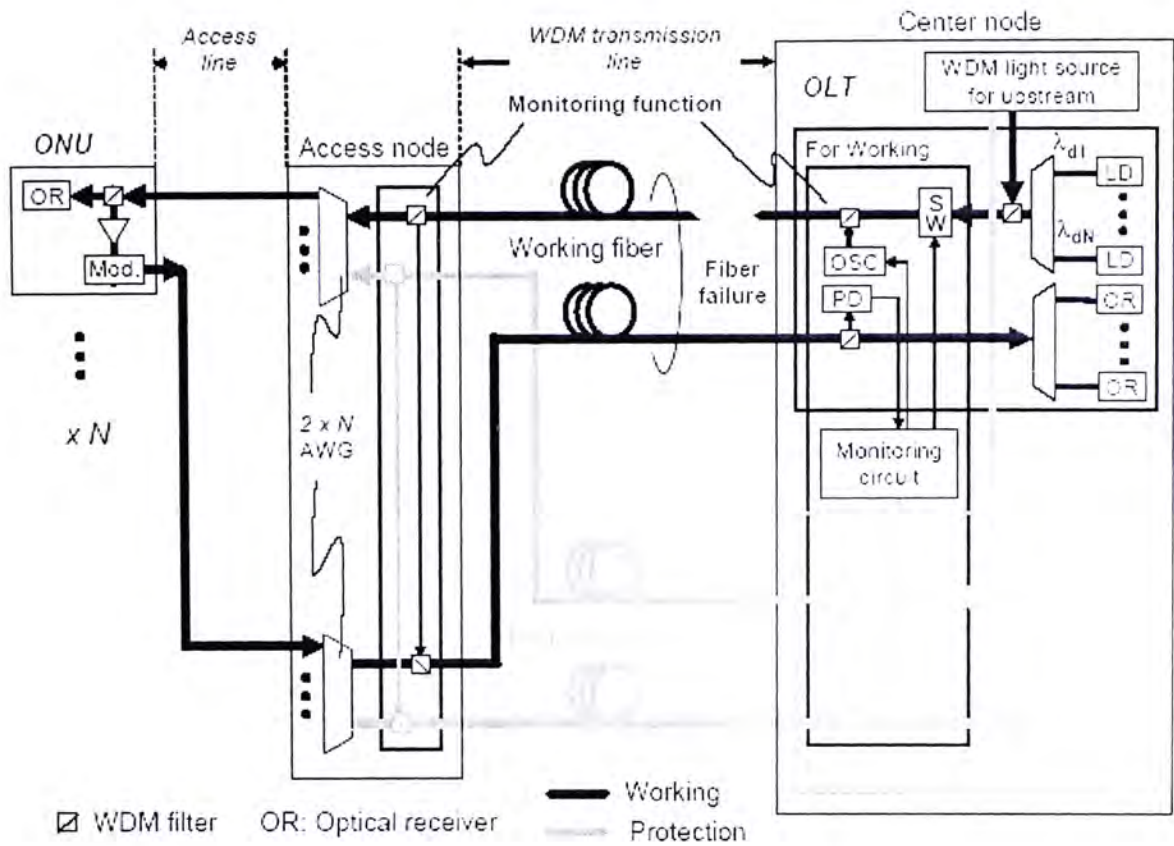 Center node
Access
line
WDM transmission
line
WDM light source
for upstream
OLT
Monitoring function
ONU
Access node
For Working
λd1
LD
OR
S
W
λdN
LD
Working fiber
OSC
Mod.
Fiber
failure
PD
OR
OR
x N
2 x N
AWG
Monitoring
circuit
Working
WDM filter
OR: Optical receiver
Protection